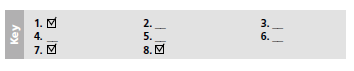 Key
1. ☑ 2. __ 3. __
4. __ 5. __ 6. __
7. ☑ 8. ☑